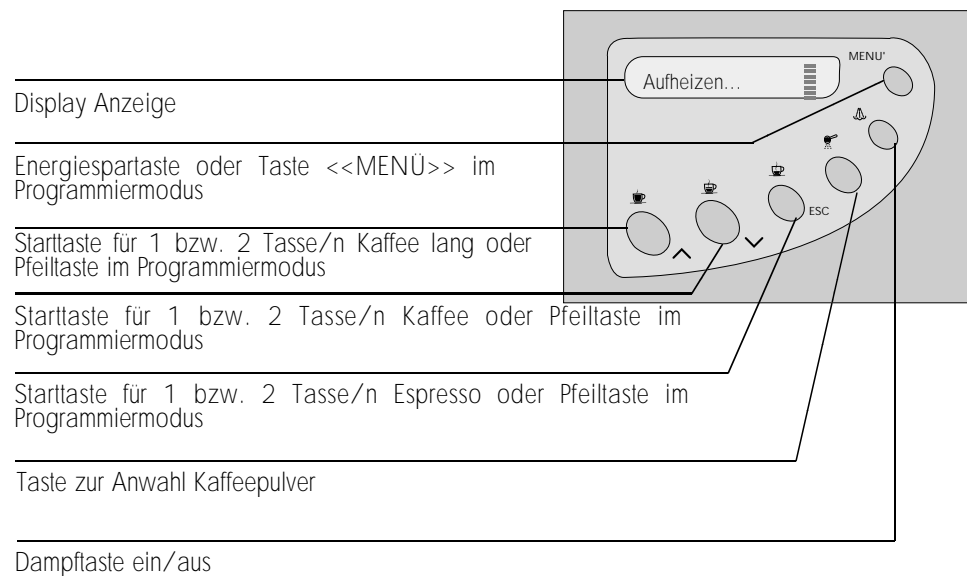 MENU'
Aufheizen...
Display Anzeige
Energiespartaste oder Taste <<MENÜ>> im
Programmiermodus
ESC
Starttaste für 1 bzw. 2 Tasse/n Kaffee lang oder
Pfeiltaste im Programmiermodus
Starttaste für 1 bzw. 2 Tasse/n Kaffee oder Pfeiltaste im
Programmiermodus
Starttaste für 1 bzw. 2 Tasse/n Espresso oder Pfeiltaste im
Programmiermodus
Taste zur Anwahl Kaffeepulver
Dampftaste ein/aus